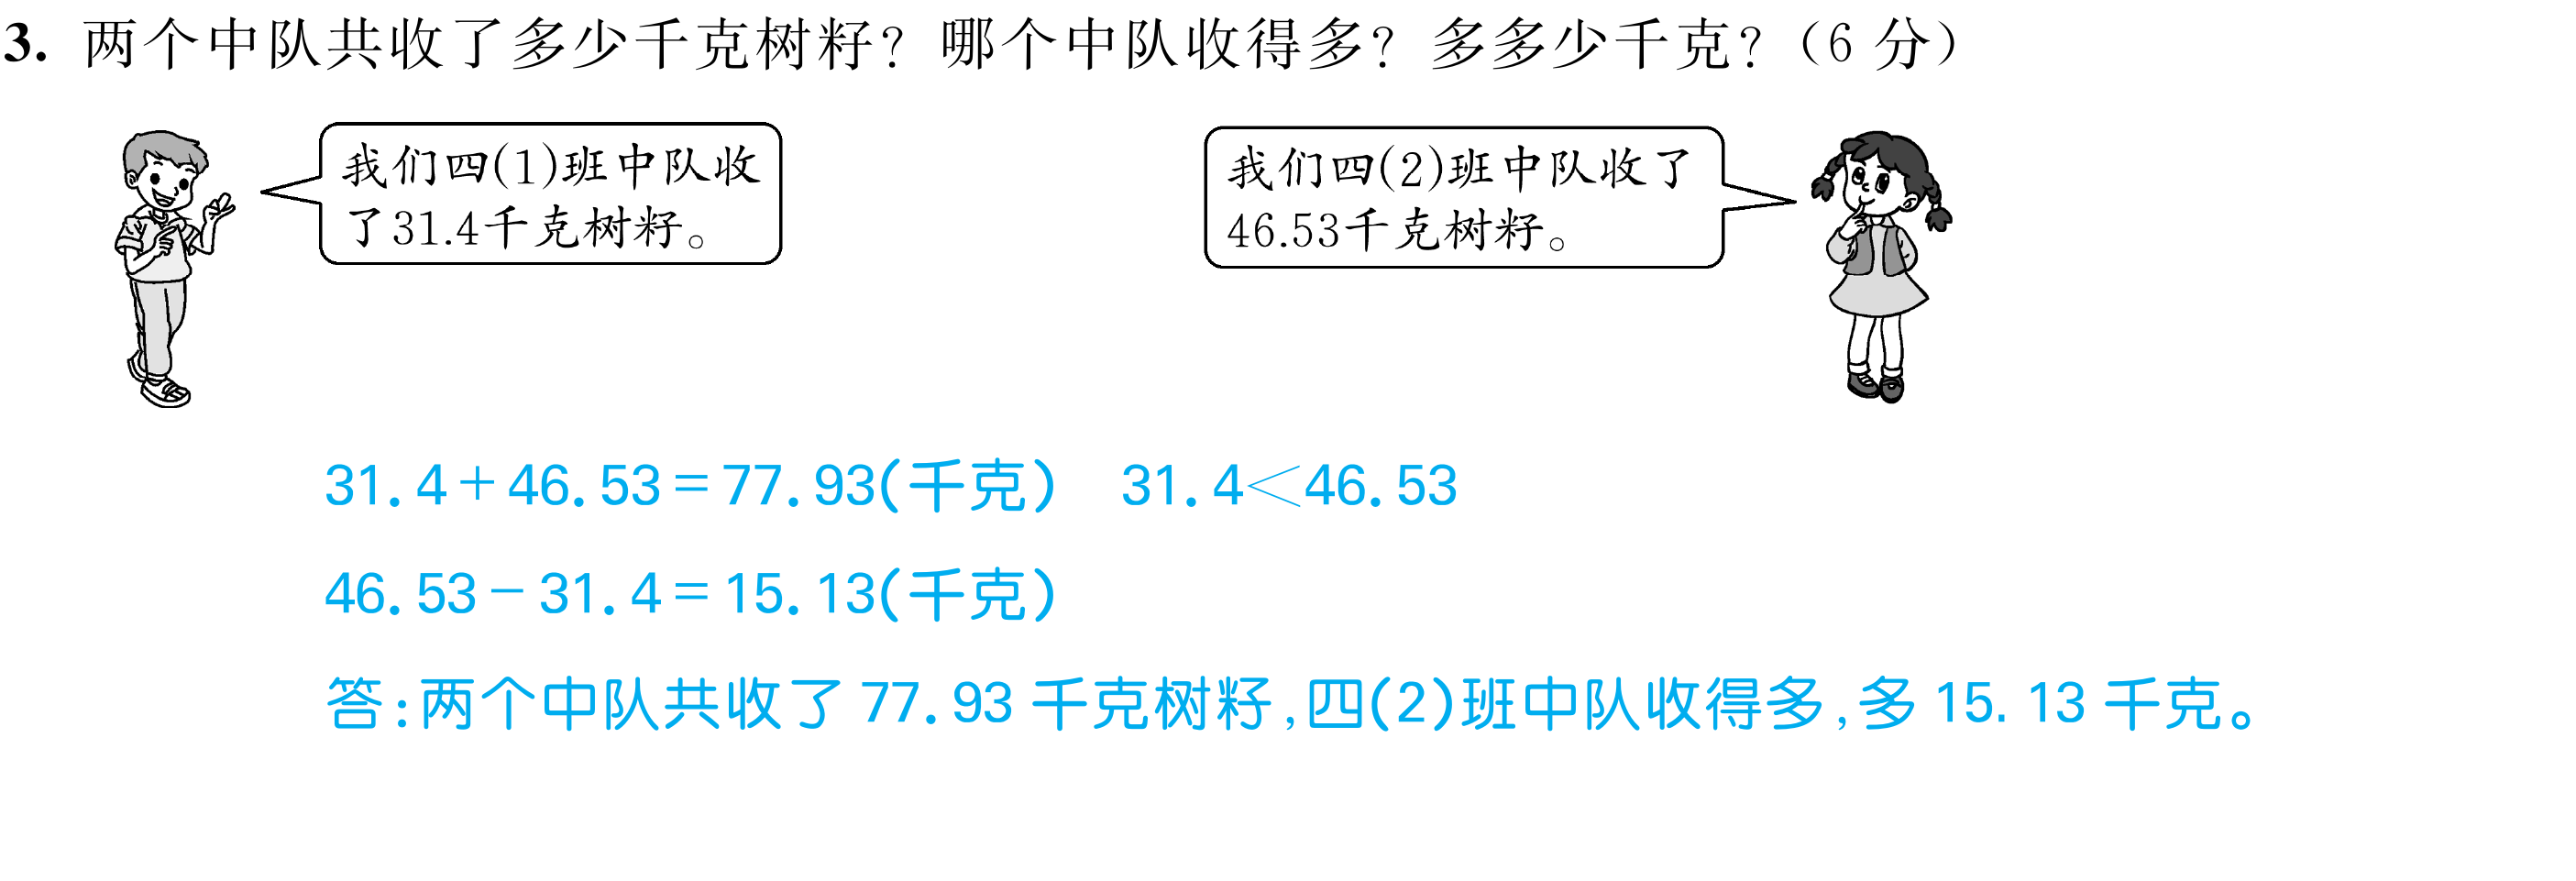 3. 两个中队共收了多少千克树籽？哪个中队收得多？多多少千克？（6 分）
我们四(1)班中队收
了31.4千克树籽。
我们四(2)班中队收了
46.53千克树籽。
31.4＋46.53＝77.93(千克)　31.4＜46.53
46.53－31.4＝15.13(千克)
答：两个中队共收了 77.93 千克树籽，四(2)班中队收得多，多 15.13 千克。